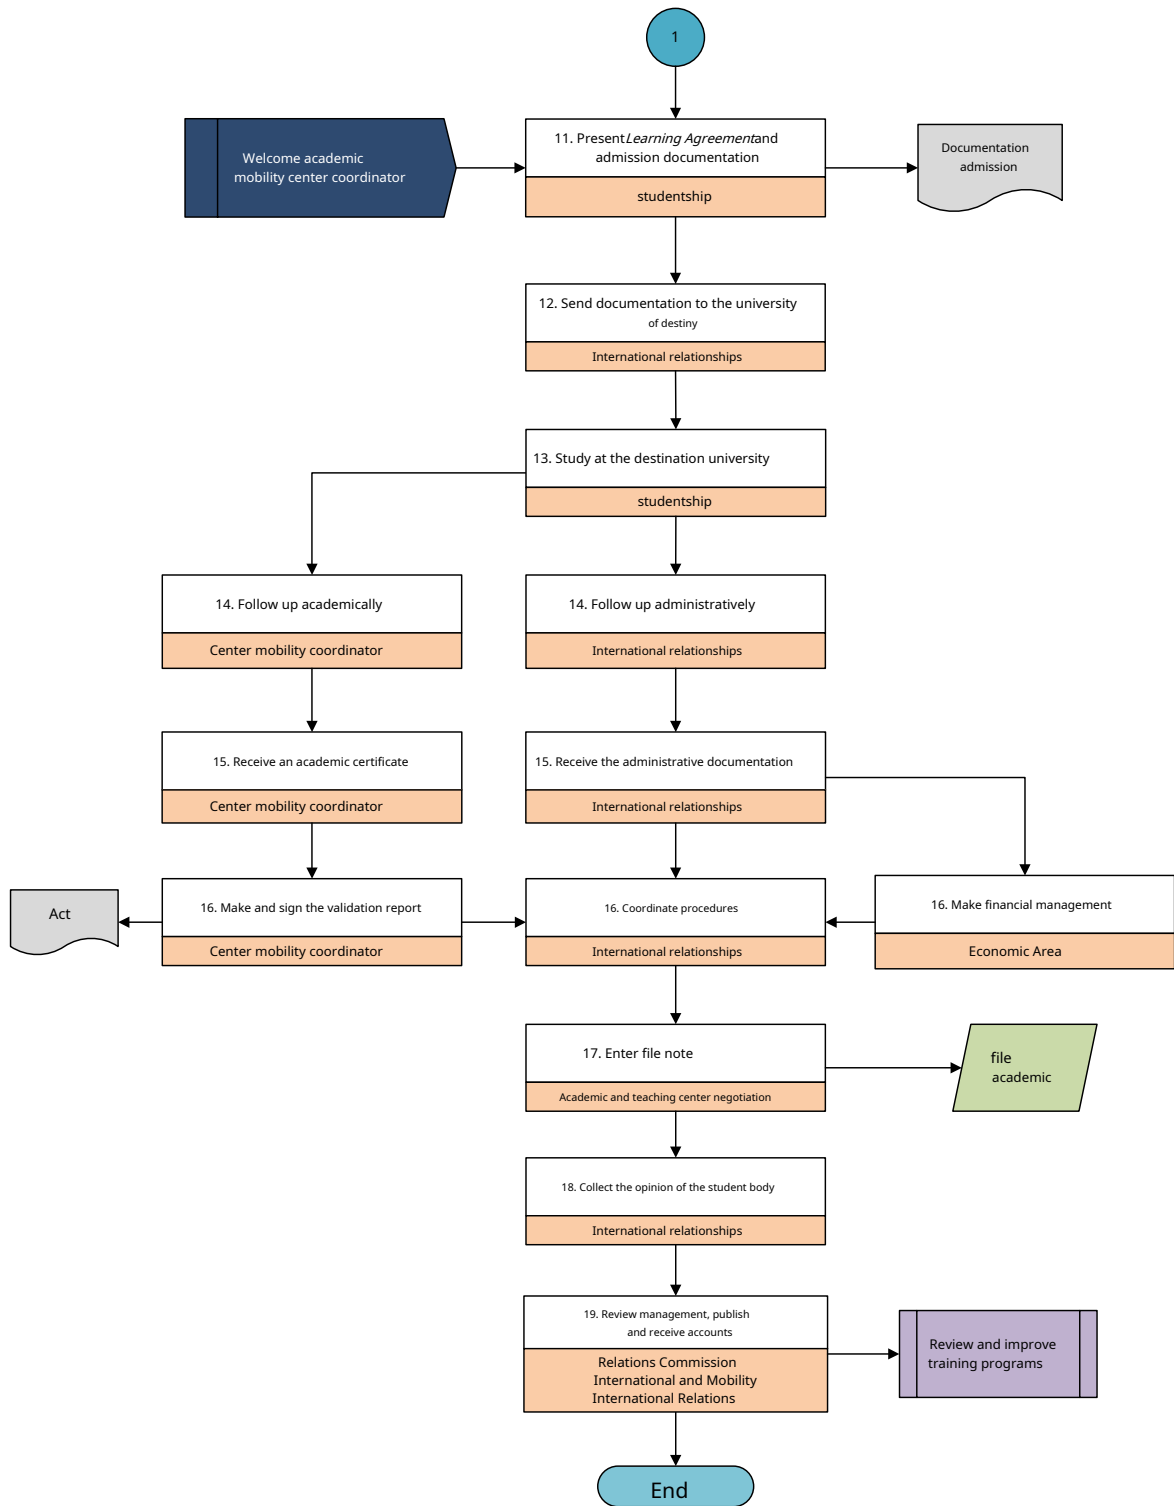 1
11. Present Learning Agreement and
admission documentation
studentship
Welcome academic
mobility center coordinator
Documentation
admission
12. Send documentation to the university
of destiny
International relationships
13. Study at the destination university
studentship
14. Follow up academically
Center mobility coordinator
14. Follow up administratively
International relationships
15. Receive an academic certificate
Center mobility coordinator
15. Receive the administrative documentation
International relationships
Act
16. Make and sign the validation report
Center mobility coordinator
16. Coordinate procedures
International relationships
16. Make financial management
Economic Area
17. Enter file note
Academic and teaching center negotiation
file
academic
18. Collect the opinion of the student body
International relationships
19. Review management, publish
and receive accounts
Relations Commission
International and Mobility
International Relations
Review and improve
training programs
End